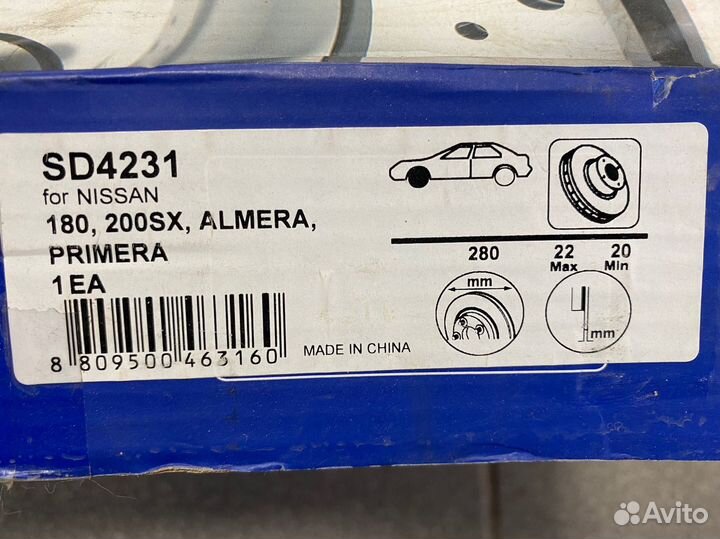 SD4231
for NISSAN
180, 200SX, ALMERA,
PRIMERA
1 EA
8 809500 463160
MADE IN CHINA
280 22 20
Max Min
mm
mm
Avito